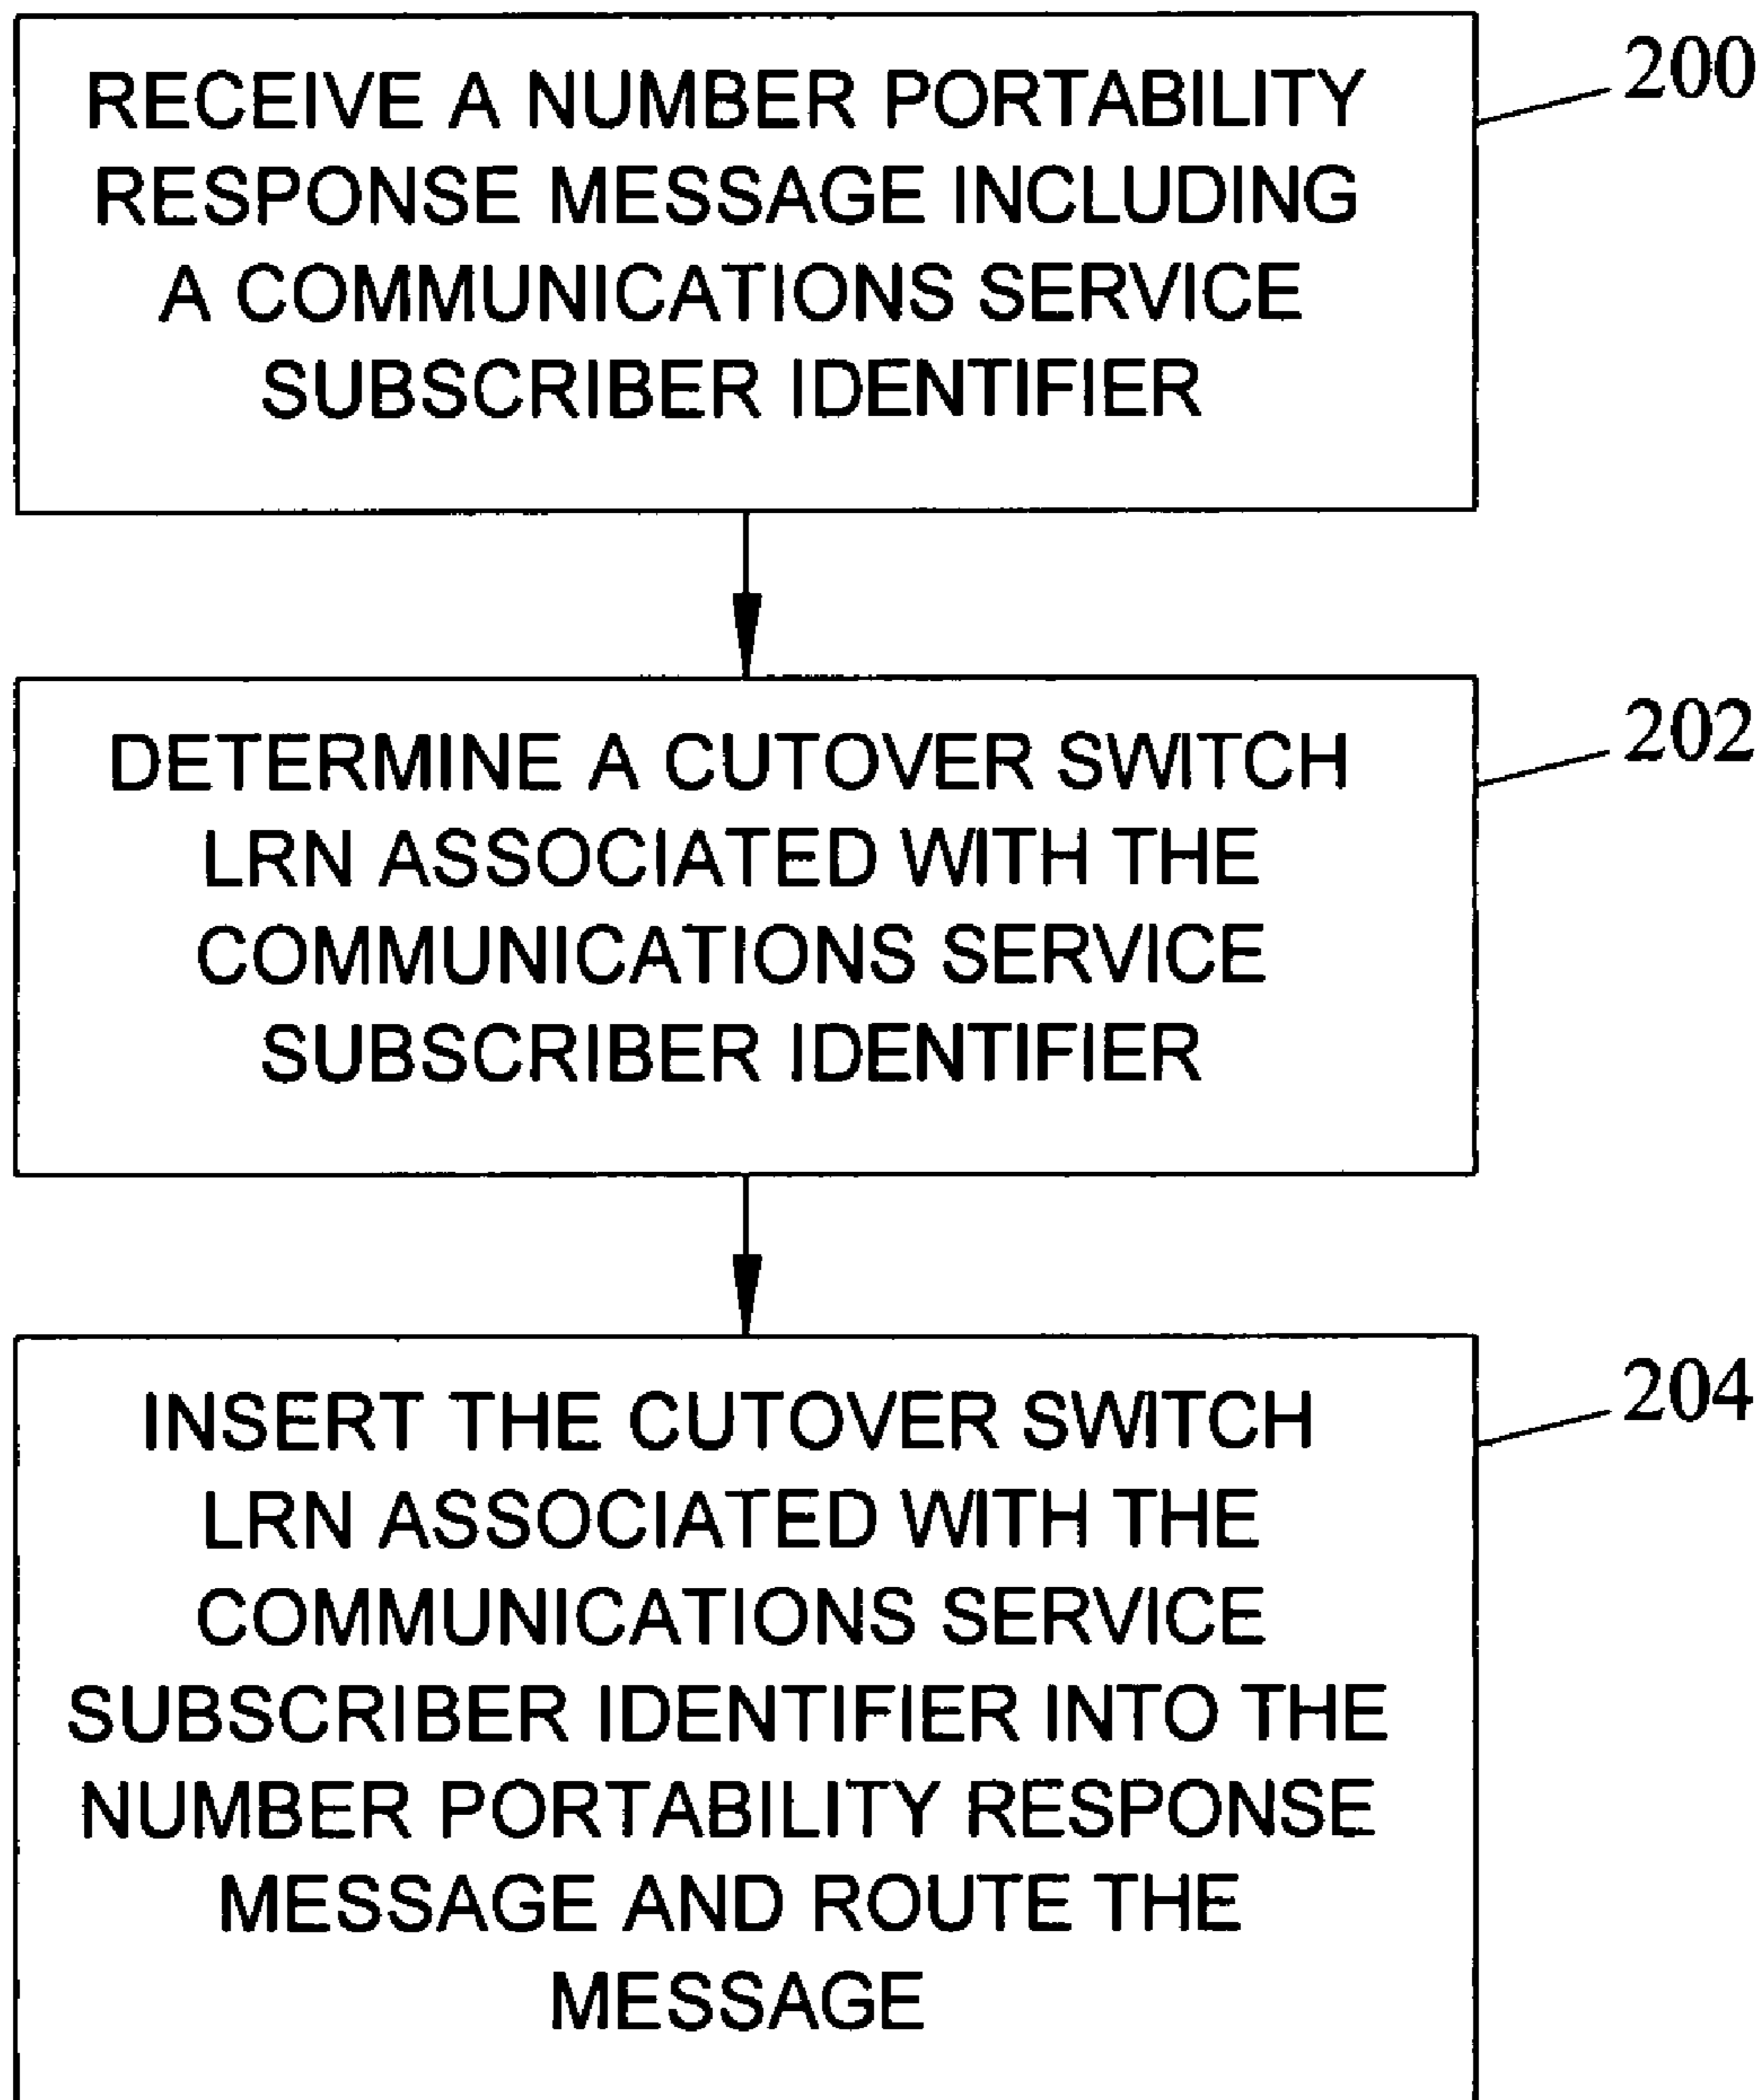 RECEIVE A NUMBER PORTABILITY
RESPONSE MESSAGE INCLUDING
A COMMUNICATIONS SERVICE
SUBSCRIBER IDENTIFIER
200
DETERMINE A CUTOVER SWITCH
LRN ASSOCIATED WITH THE
COMMUNICATIONS SERVICE
SUBSCRIBER IDENTIFIER
202
INSERT THE CUTOVER SWITCH
LRN ASSOCIATED WITH THE
COMMUNICATIONS SERVICE
SUBSCRIBER IDENTIFIER INTO THE
NUMBER PORTABILITY RESPONSE
MESSAGE AND ROUTE THE
MESSAGE
204